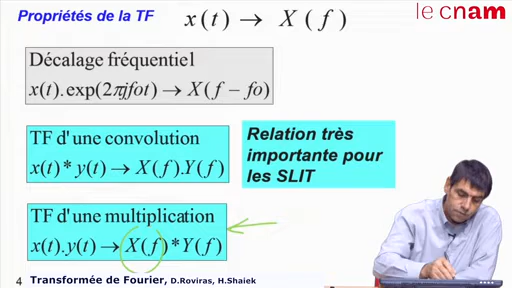 Propriétés de la TF
x(t) → X(f)
le cnam
Décalage fréquentiel
x(t).exp(2πjfot) → X(f − fo)
TF d'une convolution
x(t) * y(t) → X(f).Y(f)
Relation très
importante pour
les SLIT
TF d'une multiplication
x(t).y(t) → X(f) * Y(f)
4 Transformée de Fourier, D.Roviras, H.Shaiek